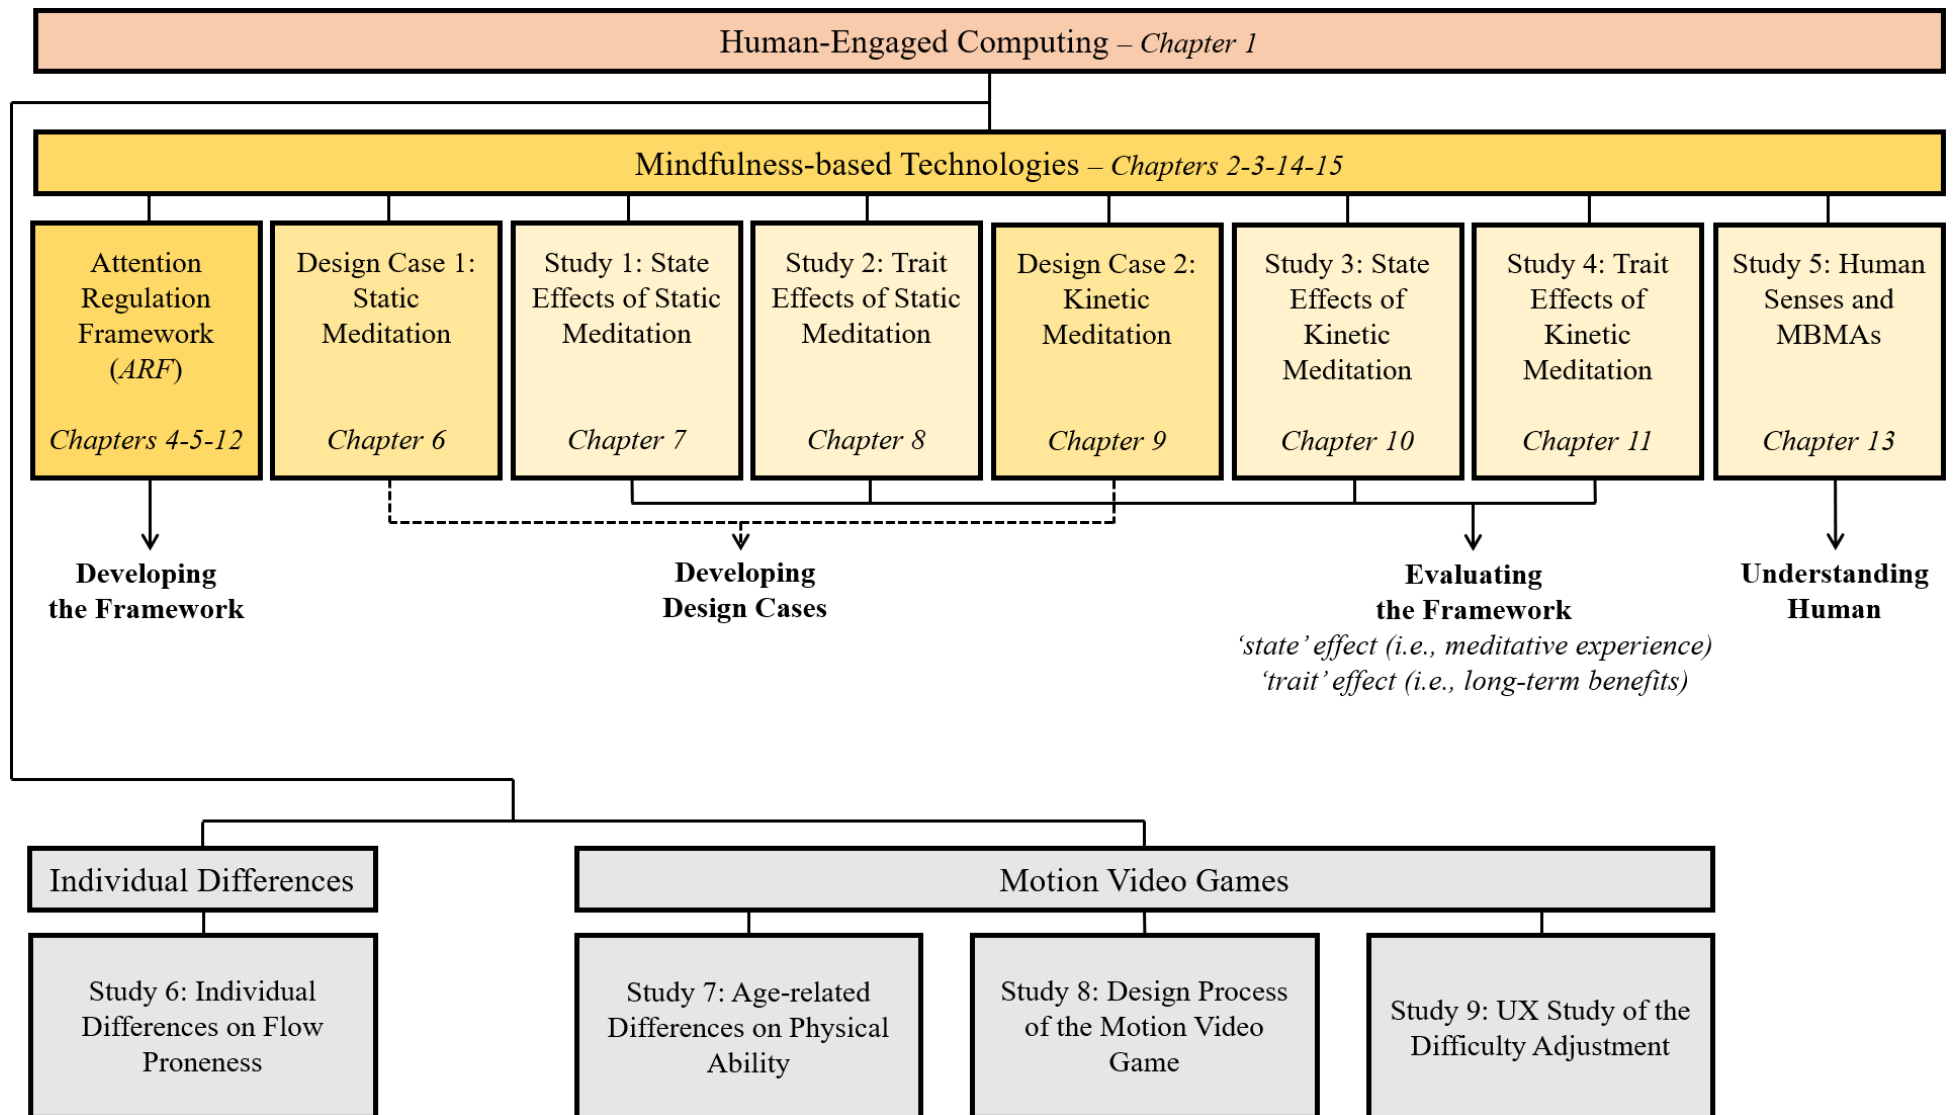 Human-Engaged Computing – Chapter 1
Mindfulness-based Technologies – Chapters 2-3-14-15
Attention
Regulation
Framework
(ARF)
Chapters 4-5-12
Design Case 1:
Static
Meditation
Chapter 6
Study 1: State
Effects of Static
Meditation
Chapter 7
Study 2: Trait
Effects of Static
Meditation
Chapter 8
Design Case 2:
Kinetic
Meditation
Chapter 9
Study 3: State
Effects of
Kinetic
Meditation
Chapter 10
Study 4: Trait
Effects of
Kinetic
Meditation
Chapter 11
Study 5: Human
Senses and
MBMAs
Chapter 13
Developing
the Framework
Developing
Design Cases
Evaluating
the Framework
‘state’ effect (i.e., meditative experience)
‘trait’ effect (i.e., long-term benefits)
Understanding
Human
Individual Differences
Motion Video Games
Study 6: Individual
Differences on Flow
Proneness
Study 7: Age-related
Differences on Physical
Ability
Study 8: Design Process
of the Motion Video
Game
Study 9: UX Study of the
Difficulty Adjustment